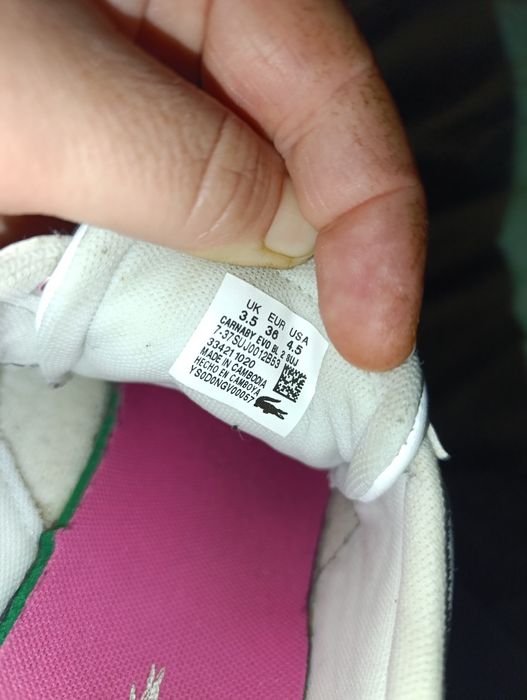 UK EUR USA
3.5 36 4.5
CARNABY EVO BL 2 SUJ
7-37SUJ0012B53
334211020
MADE IN CAMBODIA
HECHO EN CAMBOYA
YS0D0NGV00057